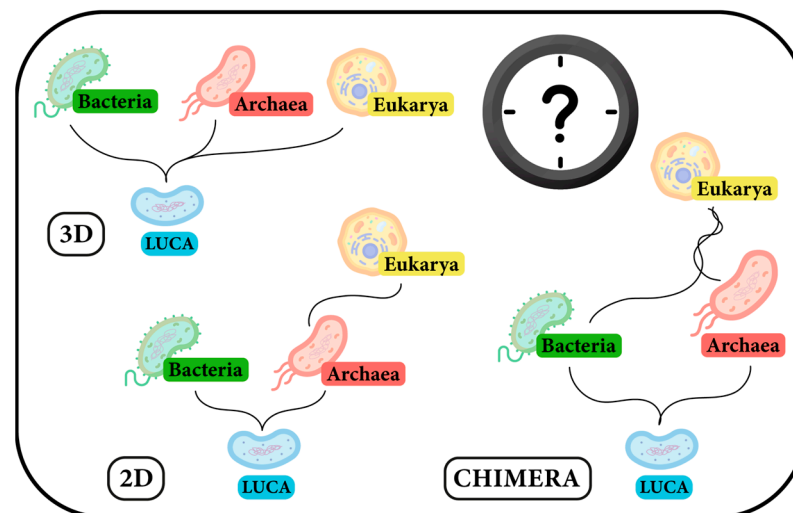 Bacteria
Archaea
Eukarya
?
LUCA
3D
Eukarya
Bacteria
Archaea
LUCA
2D
Eukarya
Bacteria
Archaea
LUCA
CHIMERA